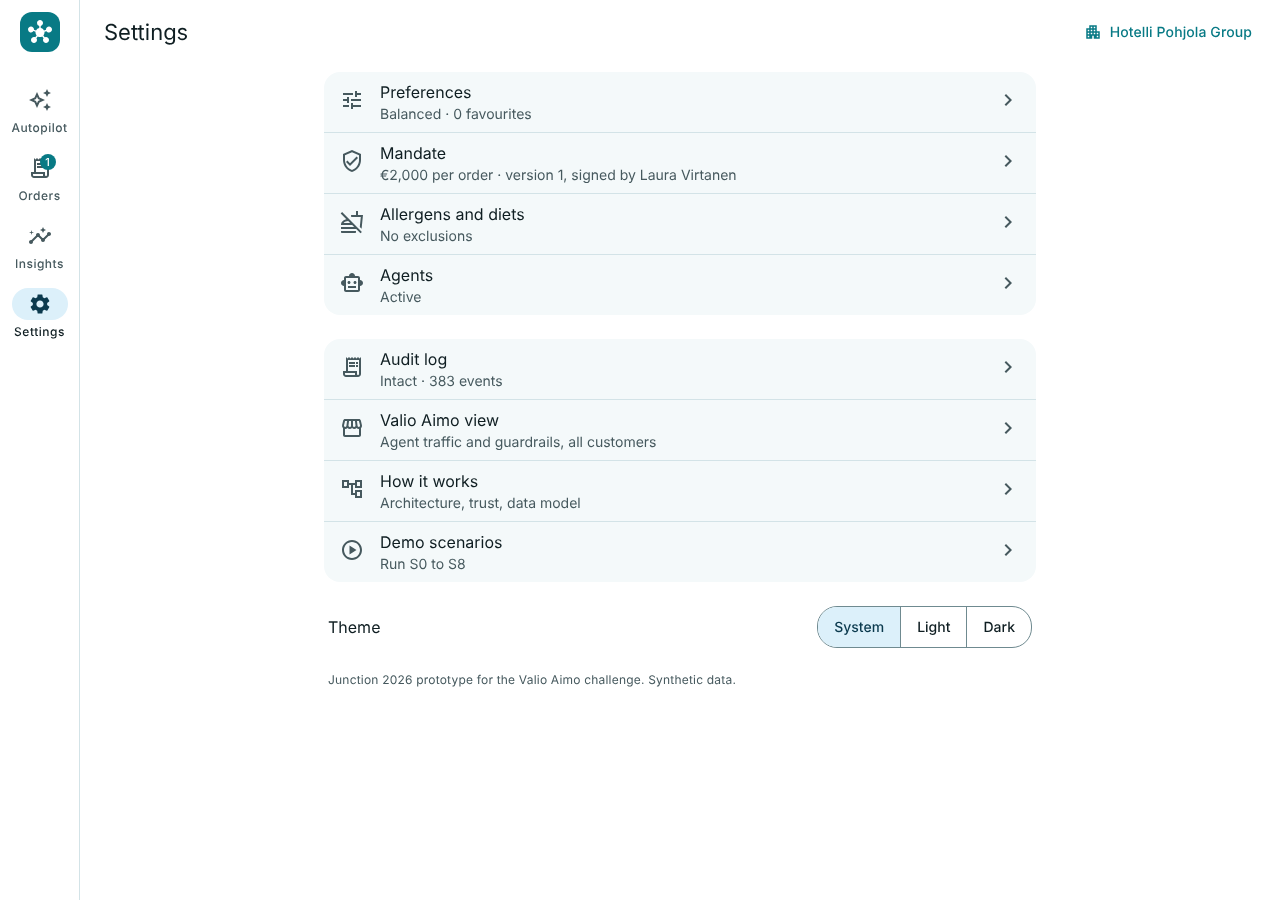 Settings
Hotelli Pohjola Group
Autopilot
1
Orders
Insights
Settings
Preferences
Balanced · 0 favourites
Mandate
€2,000 per order · version 1, signed by Laura Virtanen
Allergens and diets
No exclusions
Agents
Active
Audit log
Intact · 383 events
Valio Aimo view
Agent traffic and guardrails, all customers
How it works
Architecture, trust, data model
Demo scenarios
Run S0 to S8
Theme
System Light Dark
Junction 2026 prototype for the Valio Aimo challenge. Synthetic data.